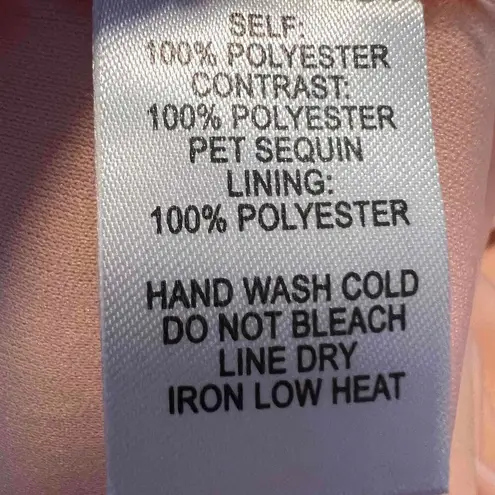 SELF:
100% POLYESTER
CONTRAST:
100% POLYESTER
PET SEQUIN
LINING:
100% POLYESTER
HAND WASH COLD
DO NOT BLEACH
LINE DRY
IRON LOW HEAT